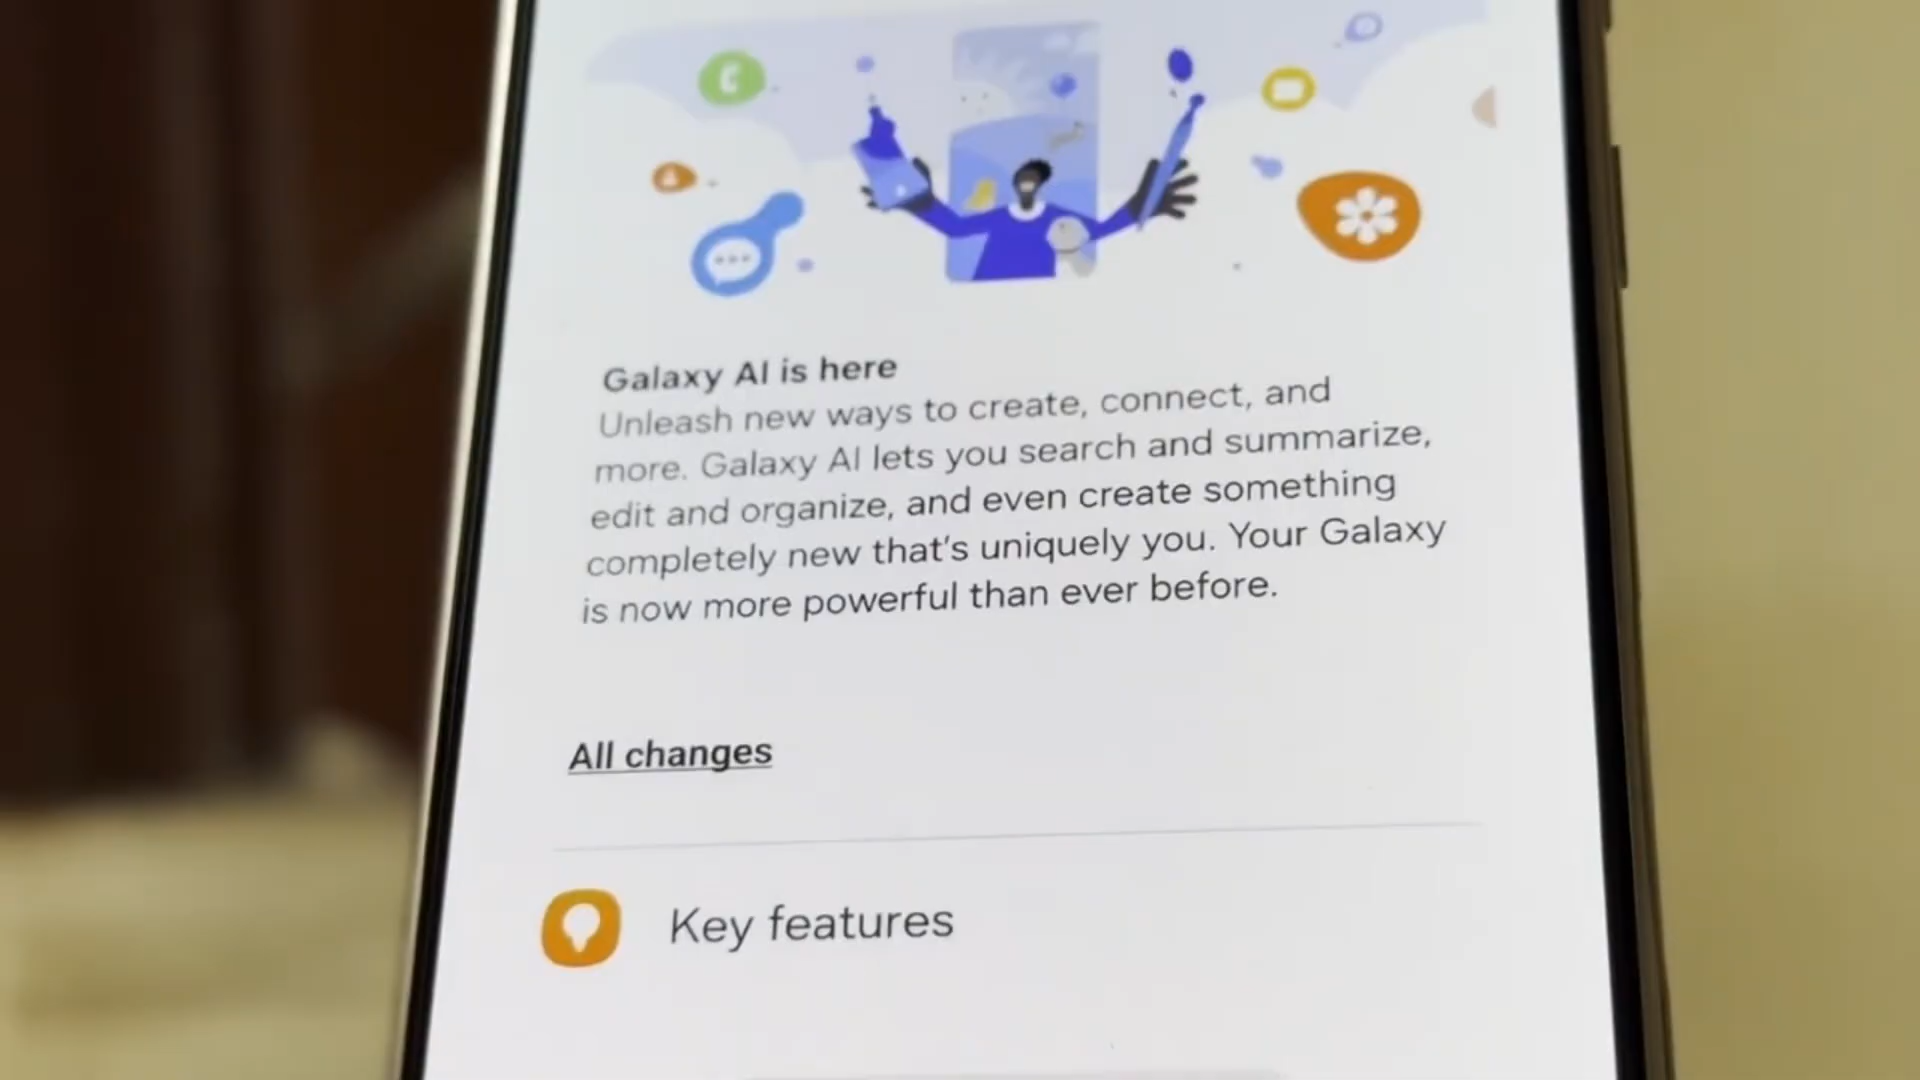 Galaxy AI is here
Unleash new ways to create, connect, and
more. Galaxy AI lets you search and summarize,
edit and organize, and even create something
completely new that's uniquely you. Your Galaxy
is now more powerful than ever before.
All changes
Key features